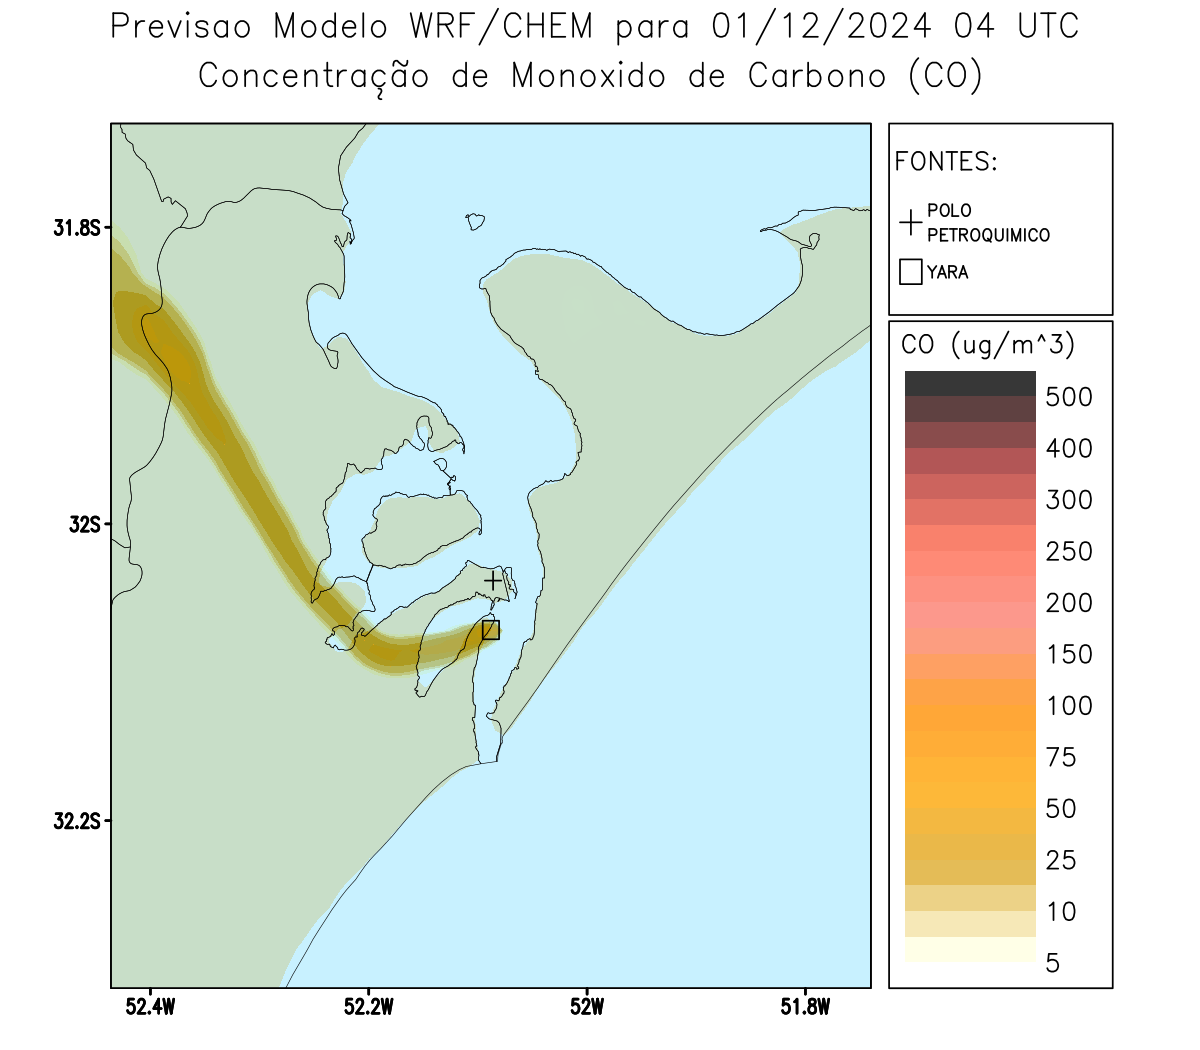 Previsao Modelo WRF/CHEM para 01/12/2024 04 UTC
Concentração de Monoxido de Carbono (CO)
FONTES:
POLO
PETROQUIMICO
YARA
CO (ug/m^3)
500
400
300
250
200
150
100
75
50
25
10
5
31.8S
32S
32.2S
52.4W
52.2W
52W
51.8W